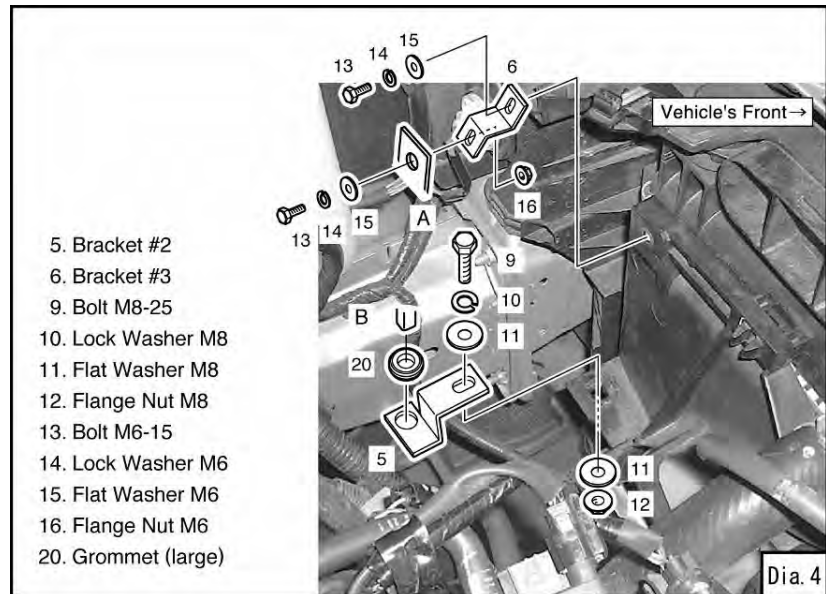 15
14
13
6
Vehicle's Front→
A
16
15
14
13
5. Bracket #2
6. Bracket #3
9. Bolt M8-25
10. Lock Washer M8
11. Flat Washer M8
12. Flange Nut M8
13. Bolt M6-15
14. Lock Washer M6
15. Flat Washer M6
16. Flange Nut M6
20. Grommet (large)
9
10
B
11
20
5
11
12
Dia. 4